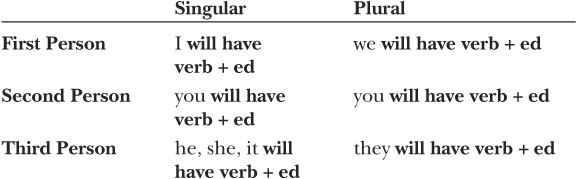 Singular Plural
First Person I will have we will have verb + ed
verb + ed
Second Person you will have you will have verb + ed
verb + ed
Third Person he, she, it will they will have verb + ed
have verb + ed